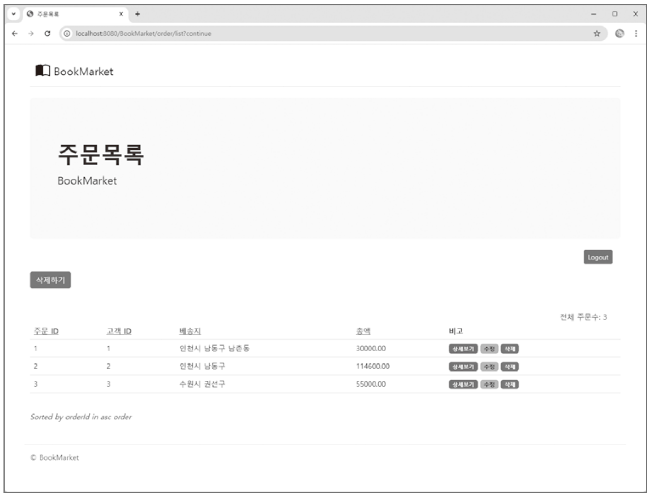 주문목록
localhost:8080/BookMarket/order/list?continue
BookMarket
주문목록
BookMarket
Logout
삭제하기
전체 주문수: 3
주문 ID 고객 ID 배송지 총액 비고
1 1 인천시 남동구 남촌동 30000.00 상세보기 수정 삭제
2 2 인천시 남동구 114600.00 상세보기 수정 삭제
3 3 수원시 권선구 55000.00 상세보기 수정 삭제
Sorted by orderId in asc order
© BookMarket